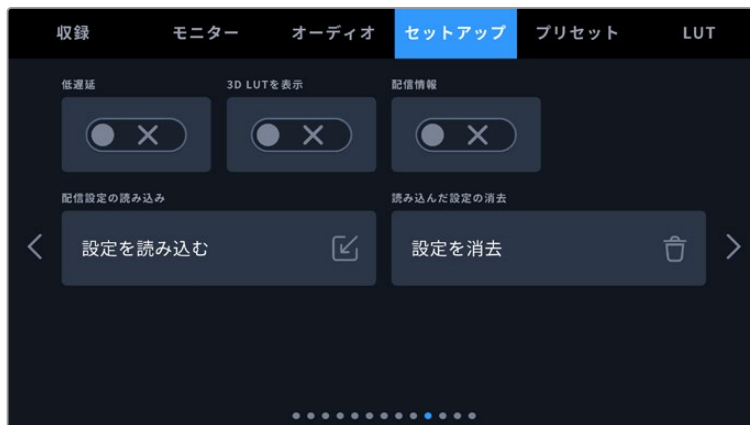 収録 モニター オーディオ セットアップ プリセット LUT
低遅延 3D LUTを表示 配信情報
配信設定の読み込み 読み込んだ設定の消去
設定を読み込む 設定を消去